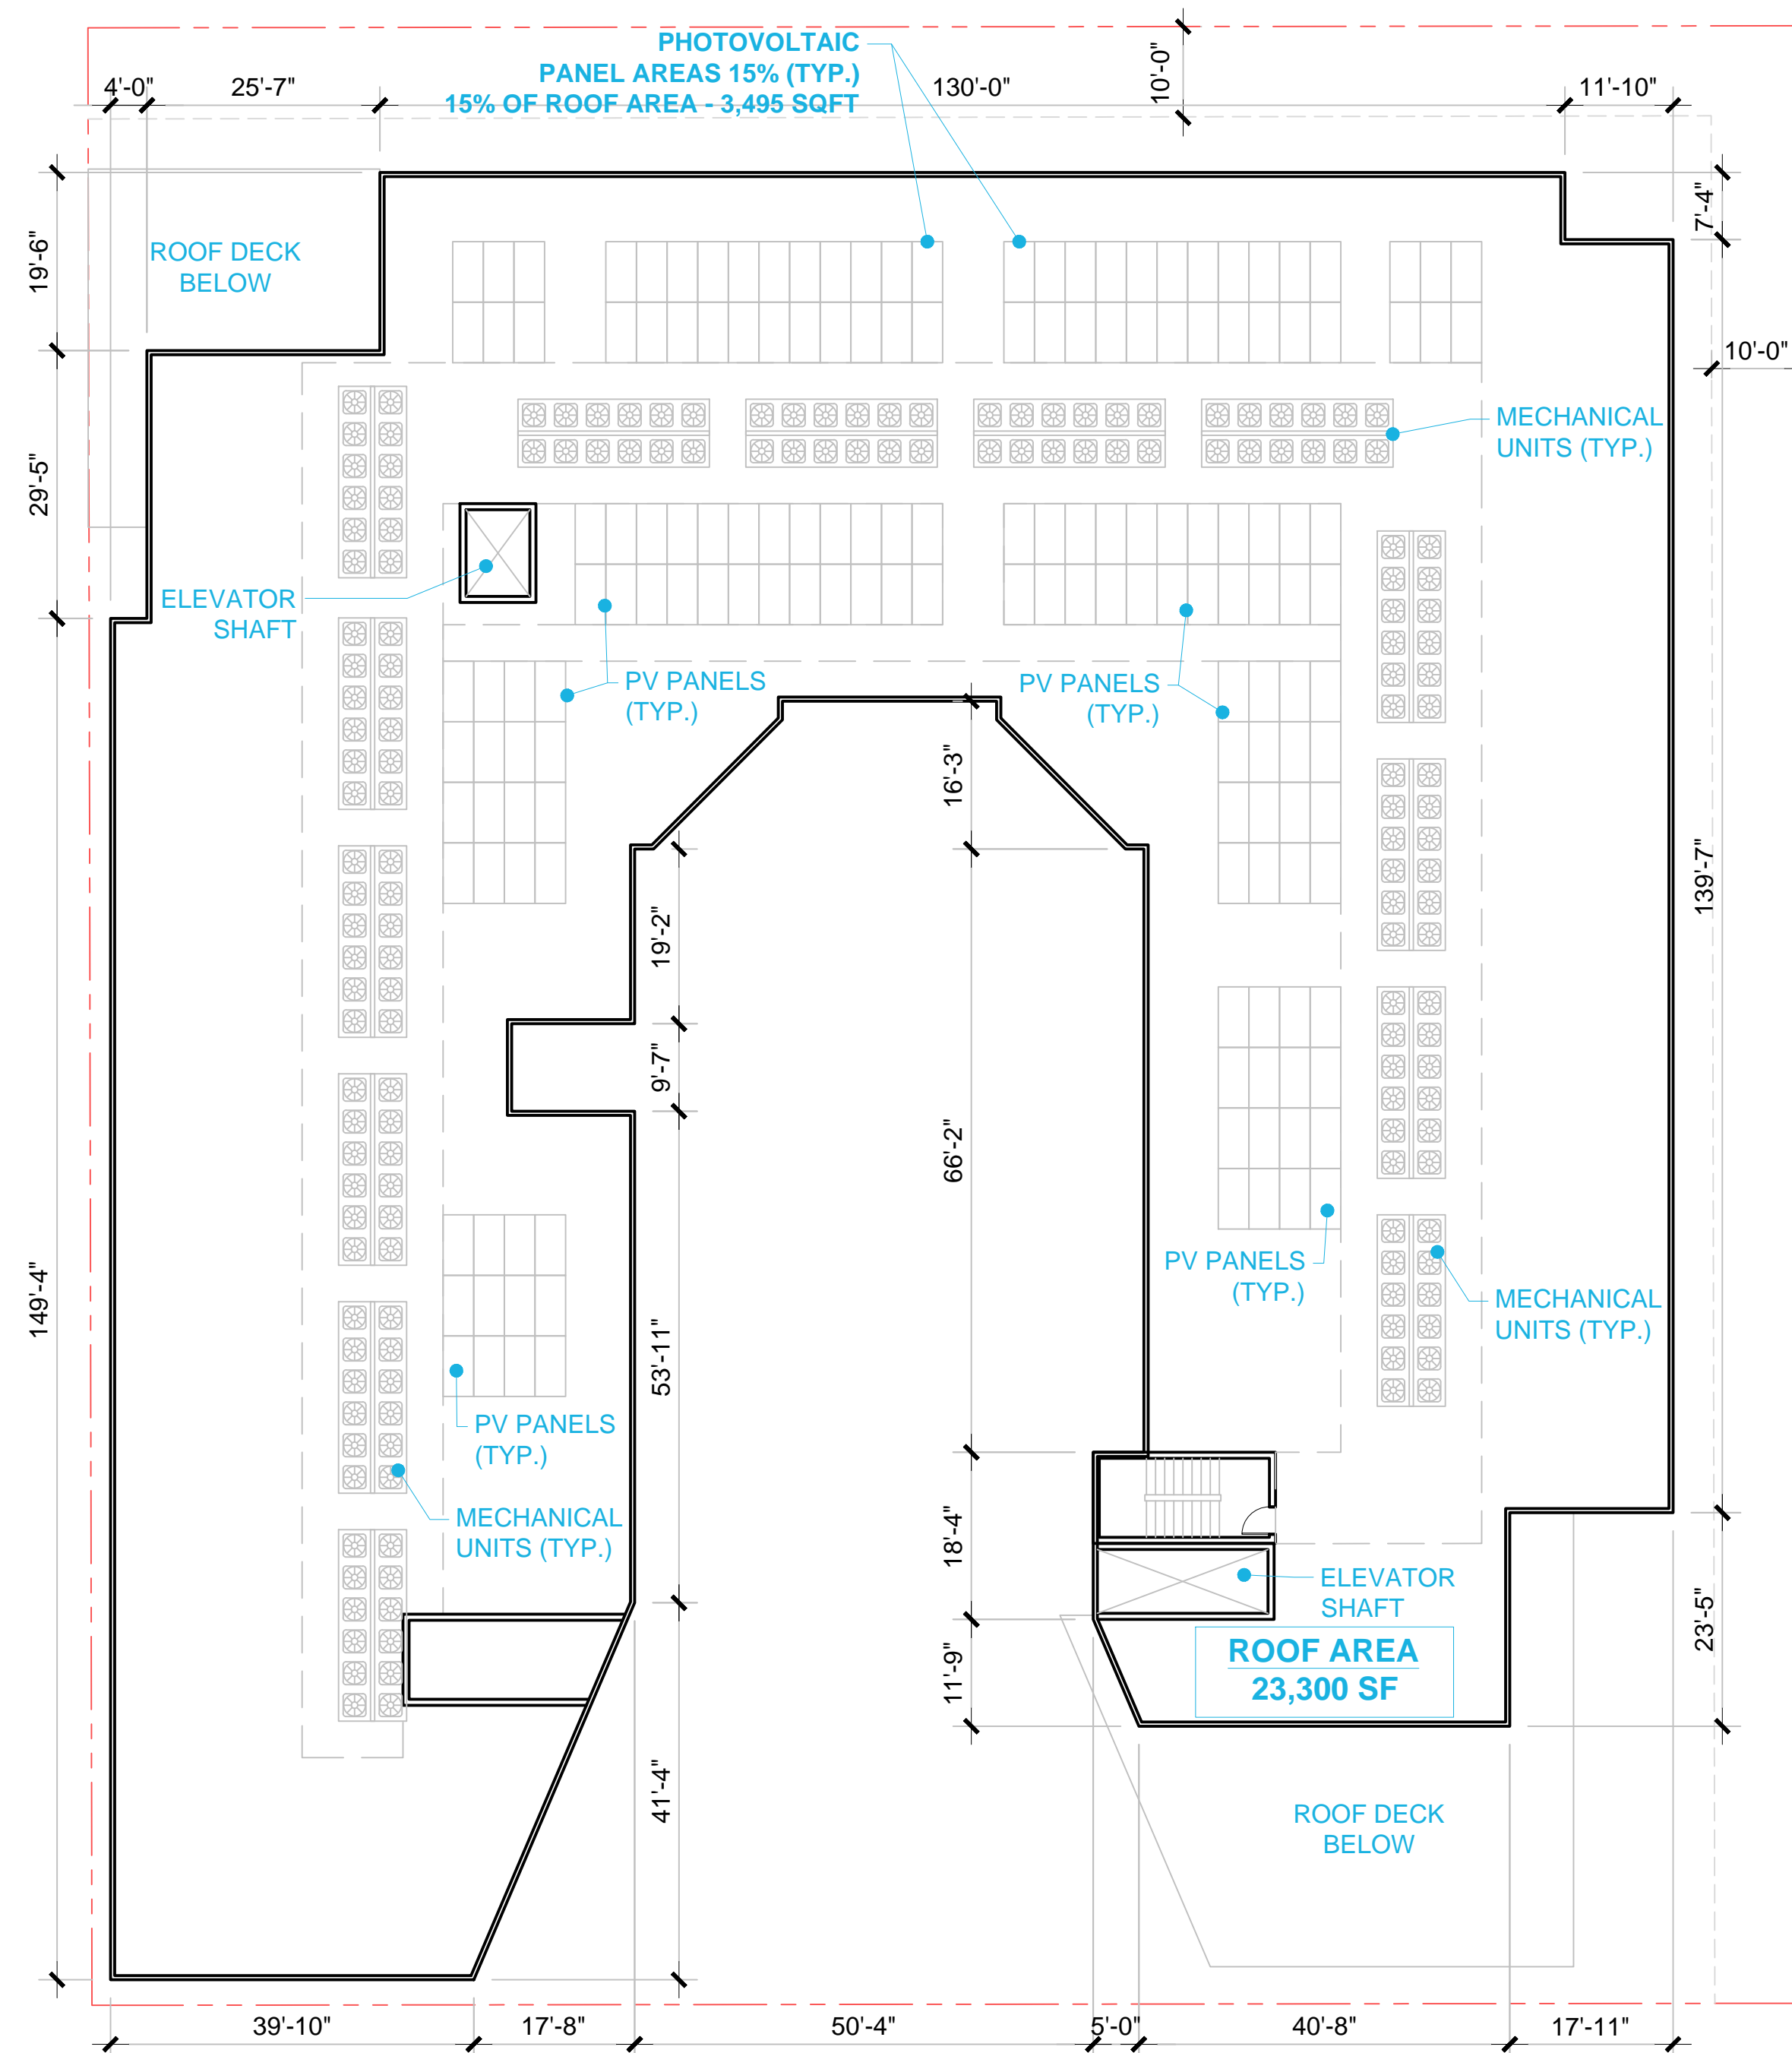 PHOTOVOLTAIC
PANEL AREAS 15% (TYP.)
15% OF ROOF AREA - 3,495 SQFT
4'-0"
25'-7"
130'-0"
10'-0"
11'-10"
19'-6"
ROOF DECK
BELOW
7'-4"
10'-0"
29'-5"
MECHANICAL
UNITS (TYP.)
ELEVATOR
SHAFT
PV PANELS
(TYP.)
PV PANELS
(TYP.)
16'-3"
139'-7"
19'-2"
9'-7"
66'-2"
149'-4"
53'-11"
PV PANELS
(TYP.)
MECHANICAL
UNITS (TYP.)
PV PANELS
(TYP.)
MECHANICAL
UNITS (TYP.)
18'-4"
ELEVATOR
SHAFT
23'-5"
11'-9"
ROOF AREA
23,300 SF
41'-4"
ROOF DECK
BELOW
39'-10"
17'-8"
50'-4"
5'-0"
40'-8"
17'-11"